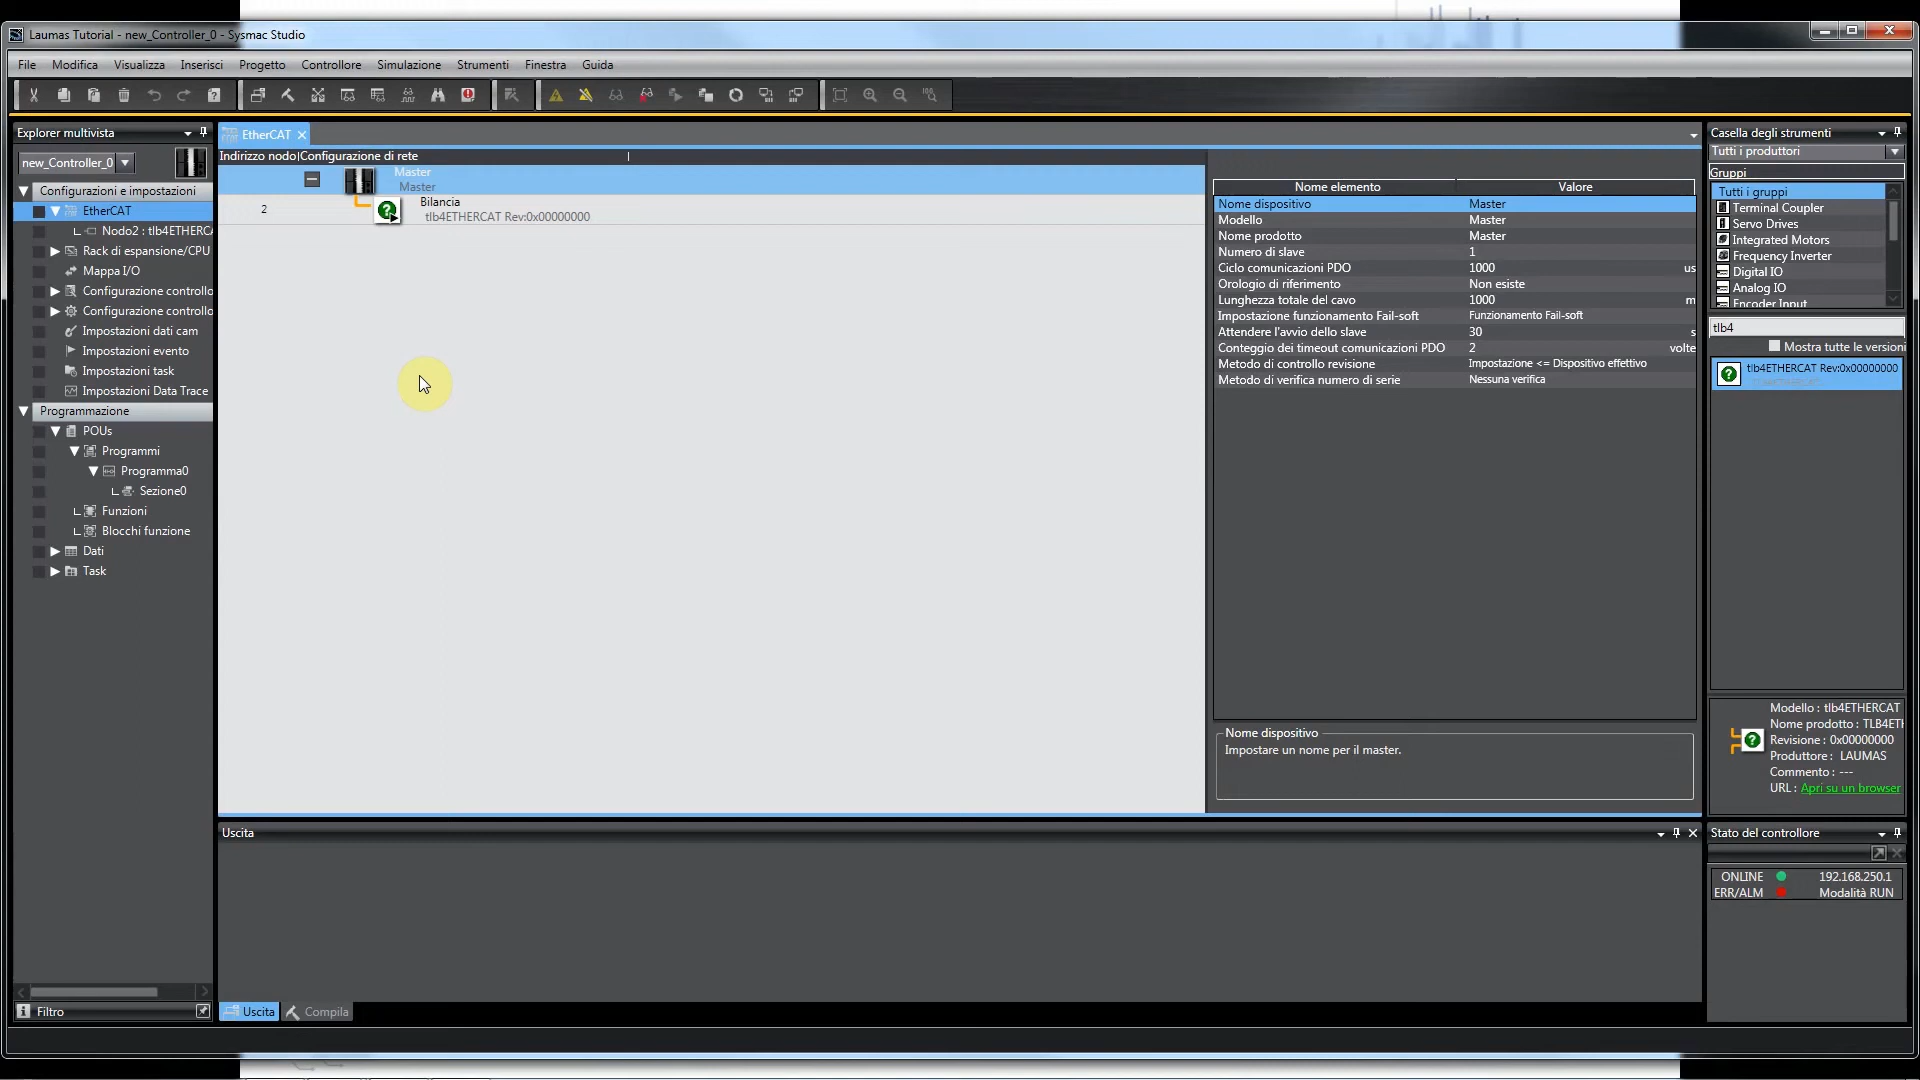 Laumas Tutorial - new_Controller_0 - Sysmac Studio
File Modifica Visualizza Inserisci Progetto Controllore Simulazione Strumenti Finestra Guida
Explorer multivista
new_Controller_0
Configurazioni e impostazioni
EtherCAT
Nodo2 : tlb4ETHERCA
Rack di espansione/CPU
Mappa I/O
Configurazione controllo
Configurazione controllo
Impostazioni dati cam
Impostazioni evento
Impostazioni task
Impostazioni Data Trace
Programmazione
POUs
Programmi
Programma0
Sezione0
Funzioni
Blocchi funzione
Dati
Task
Filtro
EtherCAT
Indirizzo nodo Configurazione di rete
Master
Master
2 Bilancia
tlb4ETHERCAT Rev:0x00000000
Nome elemento Valore
Nome dispositivo Master
Modello Master
Nome prodotto Master
Numero di slave 1
Ciclo comunicazioni PDO 1000 us
Orologio di riferimento Non esiste
Lunghezza totale del cavo 1000 m
Impostazione funzionamento Fail-soft Funzionamento Fail-soft
Attendere l'avvio dello slave 30 s
Conteggio dei timeout comunicazioni PDO 2 volte
Metodo di controllo revisione Impostazione <= Dispositivo effettivo
Metodo di verifica numero di serie Nessuna verifica
Nome dispositivo
Impostare un nome per il master.
Uscita
Uscita Compila
Casella degli strumenti
Tutti i produttori
Gruppi
Tutti i gruppi
Terminal Coupler
Servo Drives
Integrated Motors
Frequency Inverter
Digital IO
Analog IO
Encoder Input
tlb4
Mostra tutte le versioni
tlb4ETHERCAT Rev:0x00000000
Modello : tlb4ETHERCAT
Nome prodotto : TLB4ETH
Revisione : 0x00000000
Produttore : LAUMAS
Commento : ---
URL : Apri su un browser
Stato del controllore
ONLINE 192.168.250.1
ERR/ALM Modalità RUN